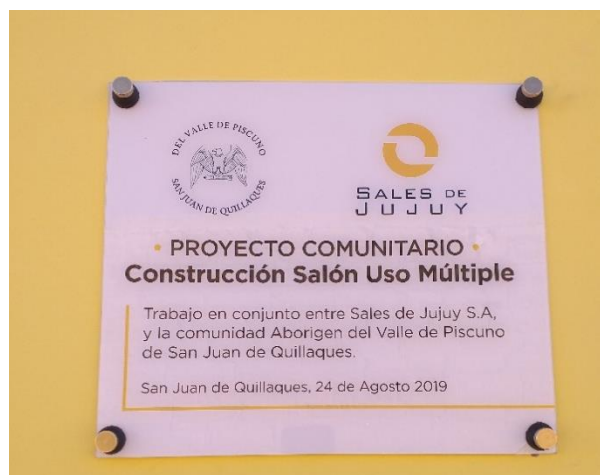 DEL VALLE DE PISCUNO
SAN JUAN DE QUILLAQUES
SALES DE
JUJUY
• PROYECTO COMUNITARIO •
Construcción Salón Uso Múltiple
Trabajo en conjunto entre Sales de Jujuy S.A,
y la comunidad Aborigen del Valle de Piscuno
de San Juan de Quillaques.
San Juan de Quillaques, 24 de Agosto 2019